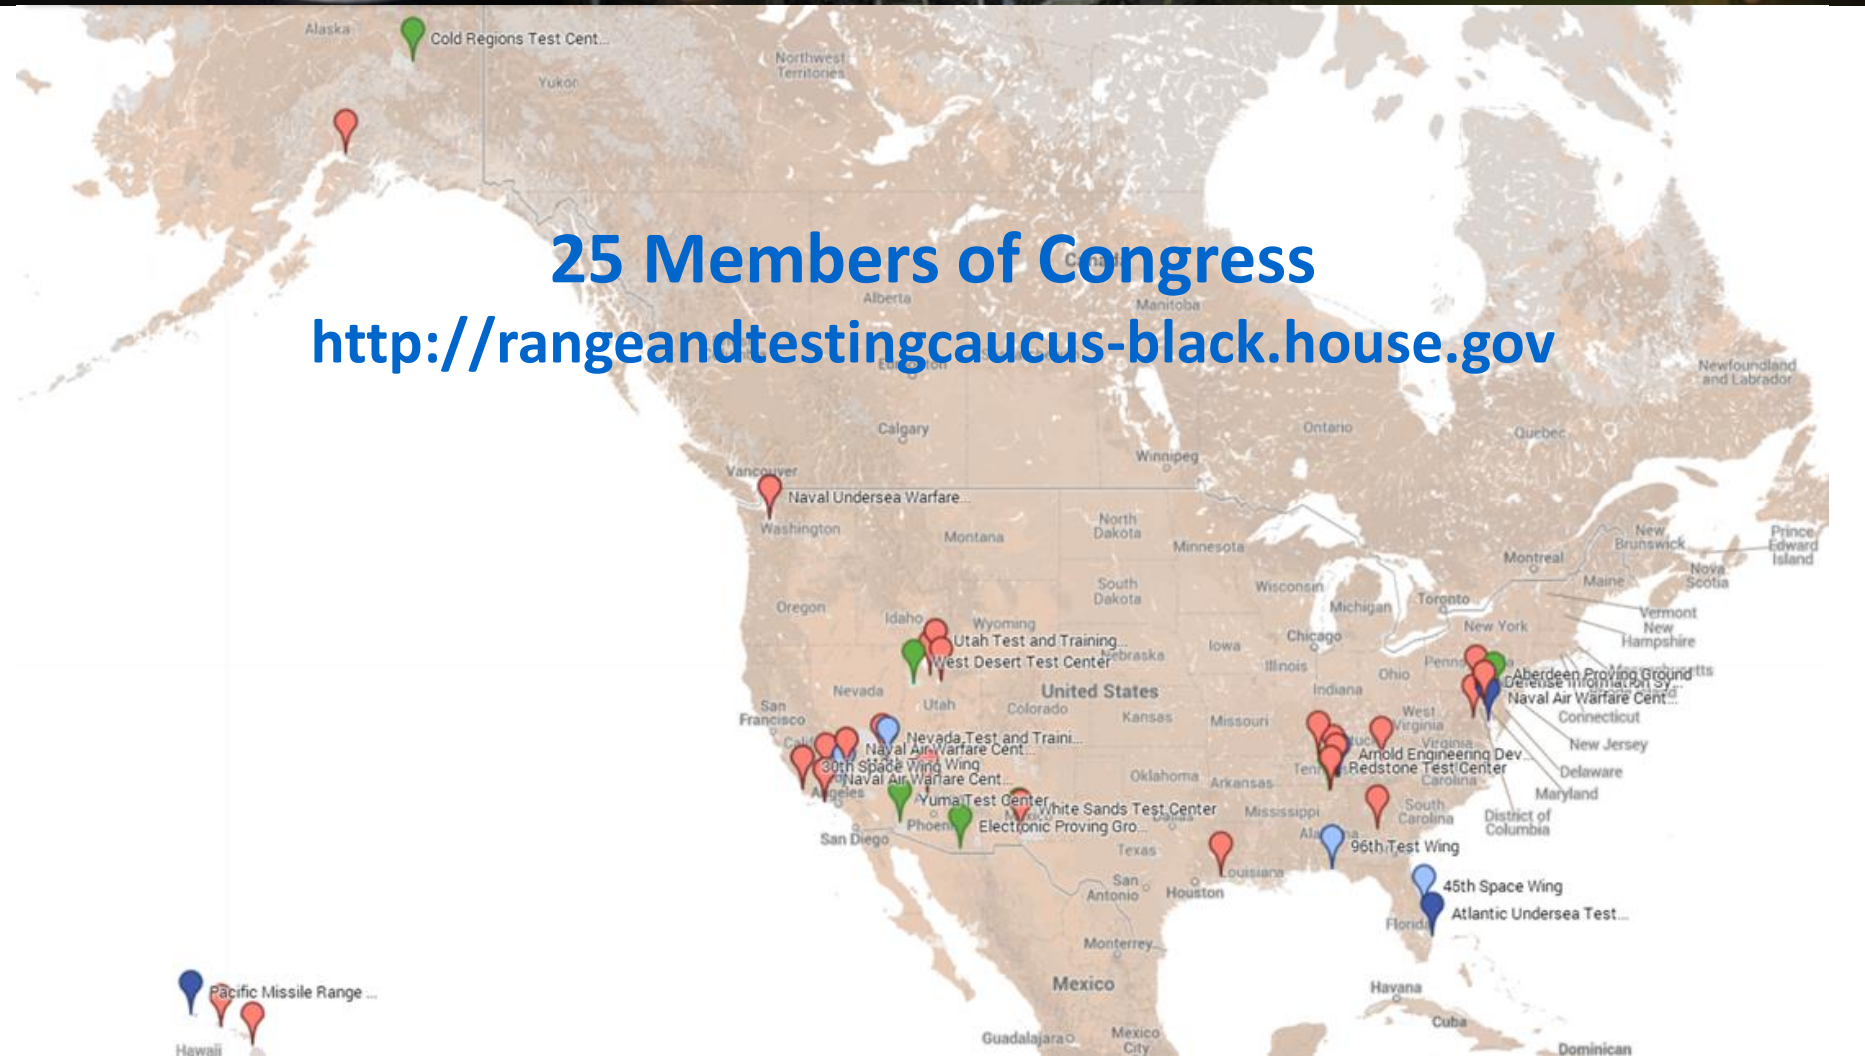 Alaska
Cold Regions Test Cent...
Northwest
Territories
Yukon
25 Members of Congress
Alberta
Manitoba
http://rangeandtestingcaucus-black.house.gov
Newfoundland
and Labrador
Calgary
Ontario
Quebec
Winnipeg
Vancouver
Naval Undersea Warfare...
Washington
North
Dakota
Montana
Minnesota
New
Brunswick
Prince
Edward
Island
Montreal
Nova
Scotia
Maine
South
Dakota
Wisconsin
Michigan
Toronto
Oregon
Idaho
Wyoming
Vermont
New
Hampshire
New York
Chicago
Utah Test and Training...
Iowa
West Desert Test Center
Nebraska
Illinois
Ohio
Aberdeen Proving Ground
Defense Information Sy...
Naval Air Warfare Cent...
Nevada
United States
Indiana
Utah
Colorado
Kansas
Missouri
San
Francisco
West
Virginia
Connecticut
Nevada Test and Traini...
Naval Air Warfare Cent...
Virginia
New Jersey
Arnold Engineering Dev...
30th Space Wing
Wing
Redstone Test Center
Naval Air Warfare Cent...
Oklahoma
Arkansas
Carolina
Delaware
Maryland
Yuma Test Center
White Sands Test Center
Mississippi
South
Carolina
District of
Columbia
Electronic Proving Gro...
San Diego
Texas
96th Test Wing
Louisiana
San
Antonio
Houston
45th Space Wing
Atlantic Undersea Test...
Florida
Monterrey
Mexico
Pacific Missile Range ...
Havana
Cuba
Guadalajara
Mexico
City
Hawaii
Dominican